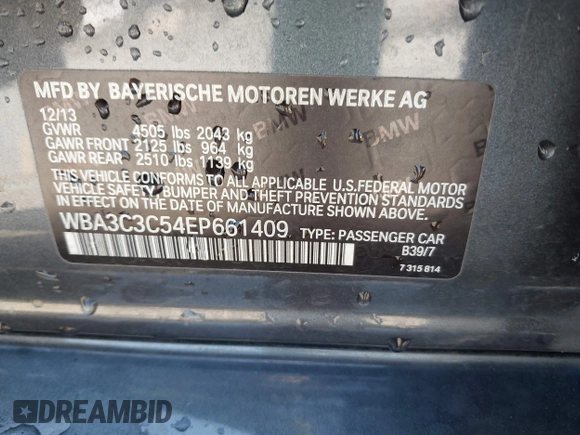 MFD BY BAYERISCHE MOTOREN WERKE AG
12/13
GVWR 4505 lbs 2043 kg
GAWR FRONT 2125 lbs 964 kg
GAWR REAR 2510 lbs 1139 kg
THIS VEHICLE CONFORMS TO ALL APPLICABLE U.S.FEDERAL MOTOR
VEHICLE SAFETY, BUMPER AND THEFT PREVENTION STANDARDS
IN EFFECT ON THE DATE OF MANUFACTURE SHOWN ABOVE.
WBA3C3C54EP661409 TYPE: PASSENGER CAR
B39/7
7 315 814
BMW
BMW
BMW
DREAMBID